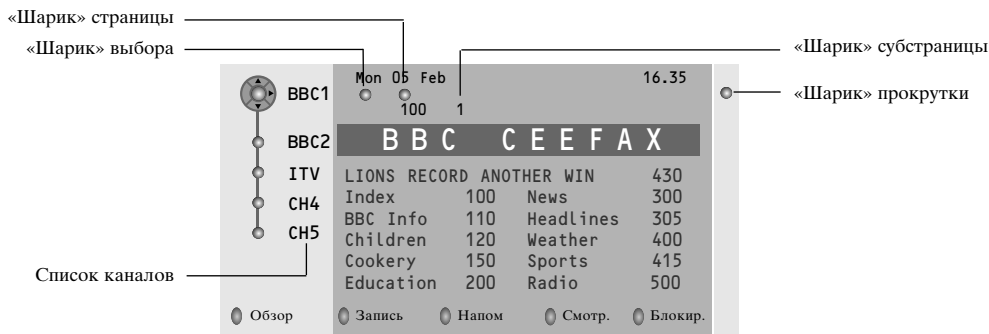 «Шарик» страницы
«Шарик» выбора
«Шарик» субстраницы
«Шарик» прокрутки
Mon 05 Feb 16.35
BBC1
100 1
BBC2
BBC CEEFAX
ITV
CH4
CH5
LIONS RECORD ANOTHER WIN 430
Index 100 News 300
BBC Info 110 Headlines 305
Children 120 Weather 400
Cookery 150 Sports 415
Education 200 Radio 500
Список каналов
Обзор Запись Напом Смотр. Блокир.